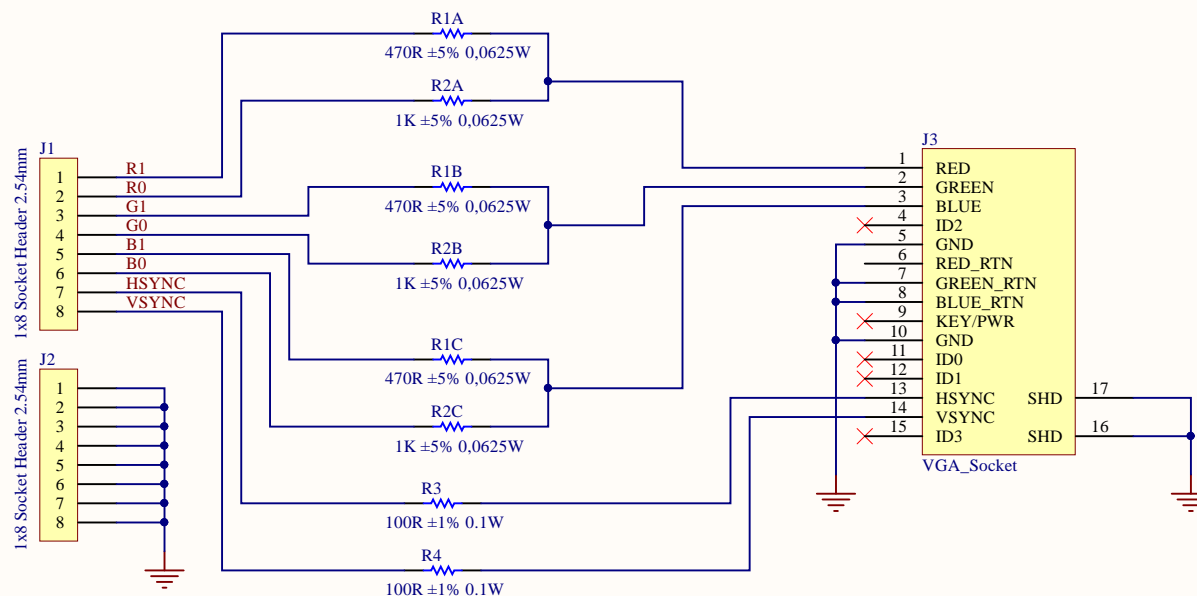 R1A
470R ±5% 0,0625W
R2A
1K ±5% 0,0625W
J1
1x8 Socket Header 2.54mm
1 R1
2 R0
3 G1
4 G0
5 B1
6 B0
7 HSYNC
8 VSYNC
R1B
470R ±5% 0,0625W
R2B
1K ±5% 0,0625W
R1C
470R ±5% 0,0625W
R2C
1K ±5% 0,0625W
J2
1x8 Socket Header 2.54mm
1
2
3
4
5
6
7
8
R3
100R ±1% 0.1W
R4
100R ±1% 0.1W
J3
1 RED
2 GREEN
3 BLUE
4 ID2
5 GND
6 RED_RTN
7 GREEN_RTN
8 BLUE_RTN
9 KEY/PWR
10 GND
11 ID0
12 ID1
13 HSYNC SHD 17
14 VSYNC
15 ID3 SHD 16
VGA_Socket